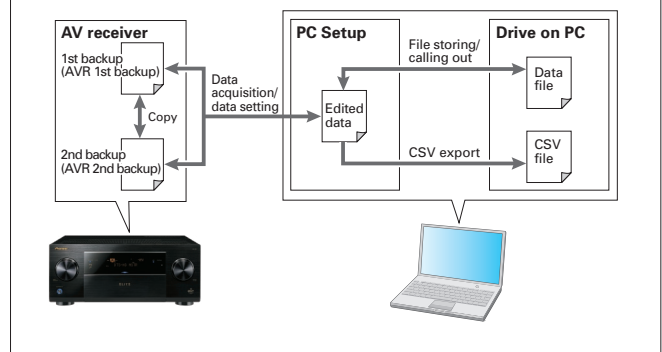 AV receiver
1st backup
(AVR 1st backup)
Copy
2nd backup
(AVR 2nd backup)
Data
acquisition/
data setting
PC Setup
Edited
data
File storing/
calling out
CSV export
Drive on PC
Data
file
CSV
file